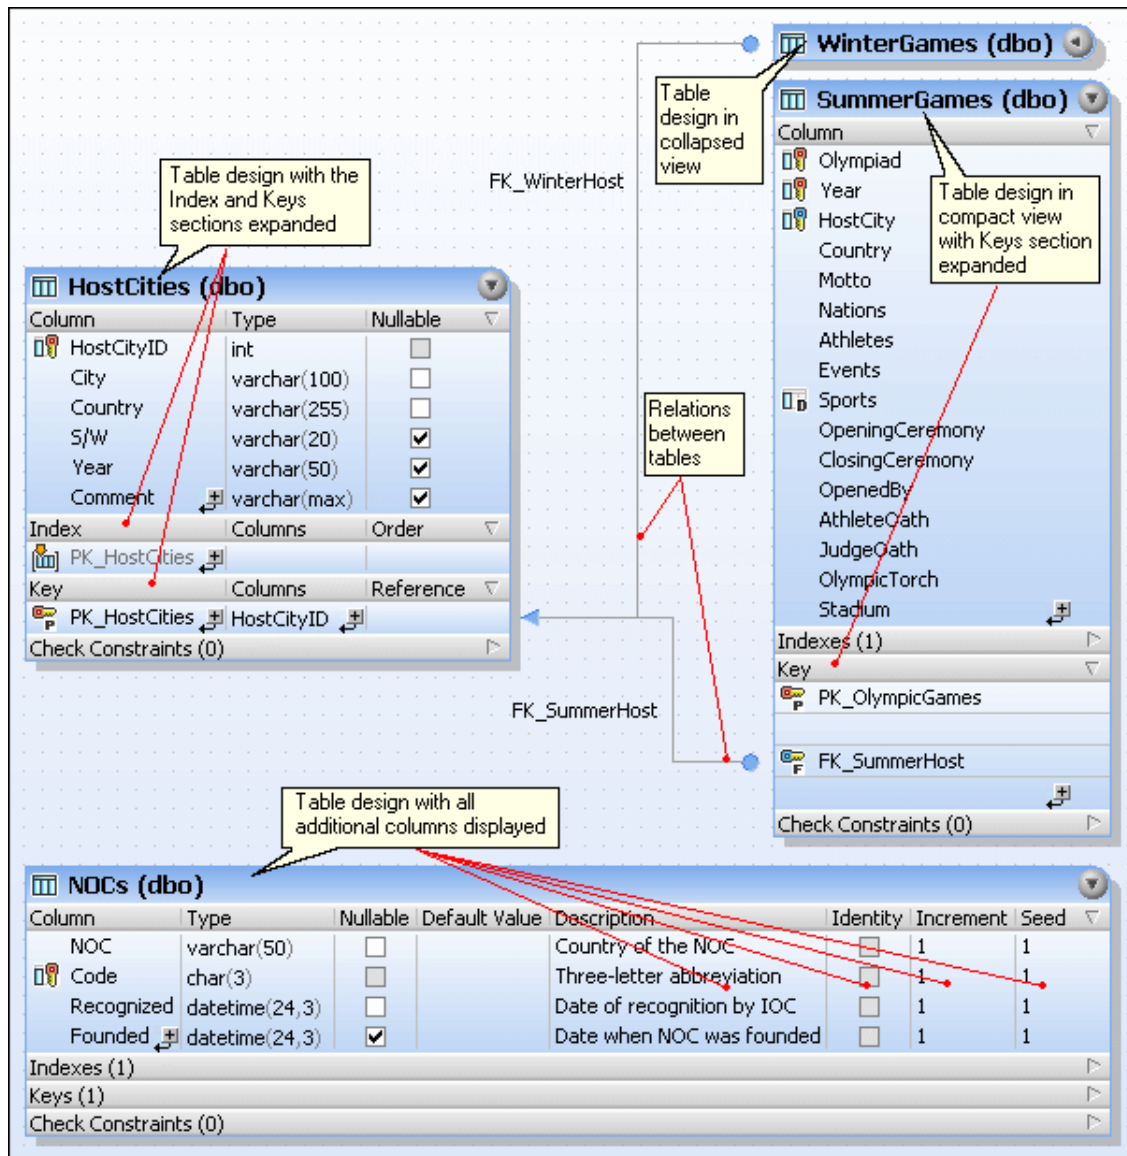 WinterGames (dbo)
Table
design in
collapsed
view
SummerGames (dbo)
Column
Olympiad
Year
HostCity
Country
Motto
Nations
Athletes
Events
D Sports
OpeningCeremony
ClosingCeremony
OpenedBy
AthleteOath
JudgeOath
OlympicTorch
Stadium
Indexes (1)
Key
P PK_OlympicGames
F FK_SummerHost
Check Constraints (0)
Table design in
compact view
with Keys section
expanded
FK_WinterHost
Table design with the
Index and Keys
sections expanded
HostCities (dbo)
Column Type Nullable
HostCityID int
City varchar(100)
Country varchar(255)
S/W varchar(20)
Year varchar(50)
Comment varchar(max)
Index Columns Order
PK_HostCities
Key Columns Reference
P PK_HostCities HostCityID
Check Constraints (0)
Relations
between
tables
FK_SummerHost
Table design with all
additional columns displayed
NOCs (dbo)
Column Type Nullable Default Value Description Identity Increment Seed
NOC varchar(50) Country of the NOC 1 1
Code char(3) Three-letter abbreviation 1 1
Recognized datetime(24,3) Date of recognition by IOC 1 1
Founded datetime(24,3) Date when NOC was founded 1 1
Indexes (1)
Keys (1)
Check Constraints (0)